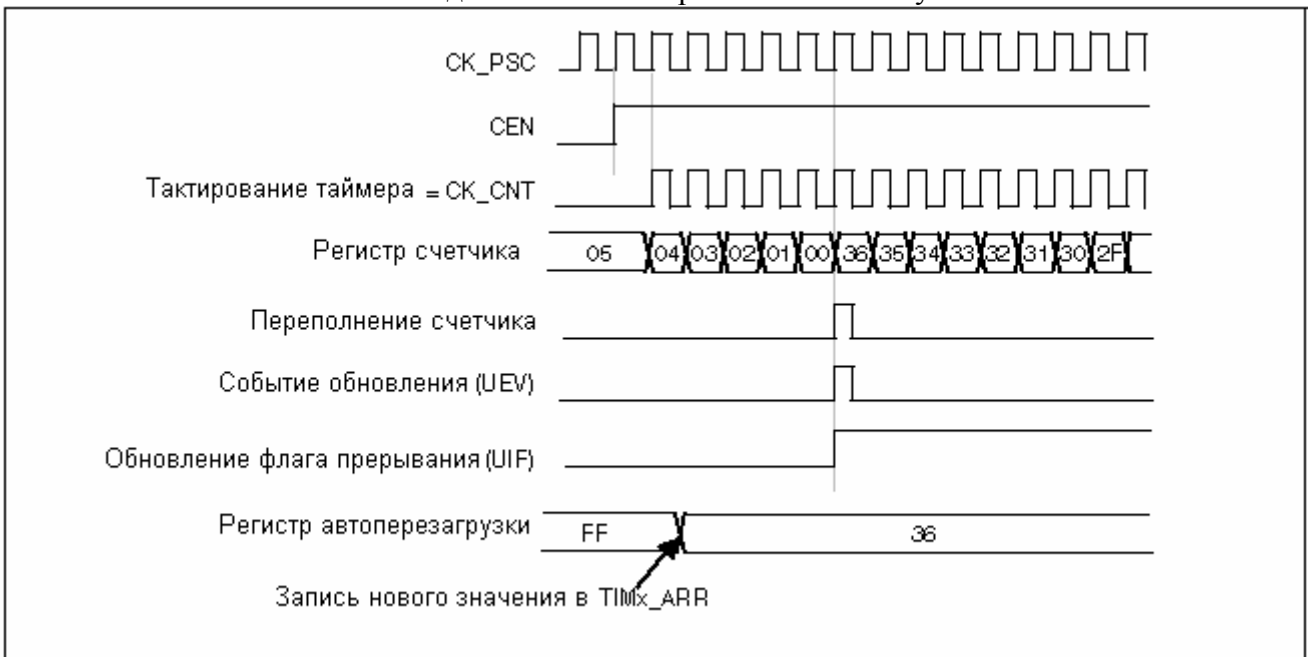 CK_PSC
CEN
Тактирование таймера = CK_CNT
Регистр счетчика 05 04 03 02 01 00 36 35 34 33 32 31 30 2F
Переполнение счетчика
Событие обновления (UEV)
Обновление флага прерывания (UIF)
Регистр автоперезагрузки FF 36
Запись нового значения в TIMx_ARR